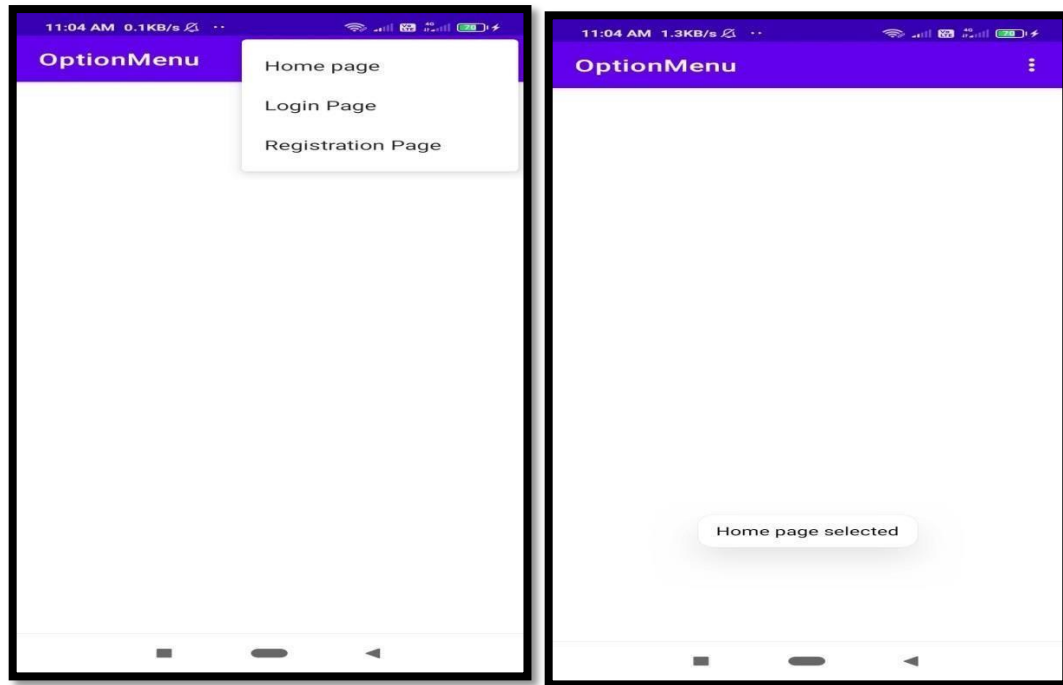 11:04 AM 0.1KB/s
OptionMenu
Home page
Login Page
Registration Page
11:04 AM 1.3KB/s
OptionMenu
Home page selected